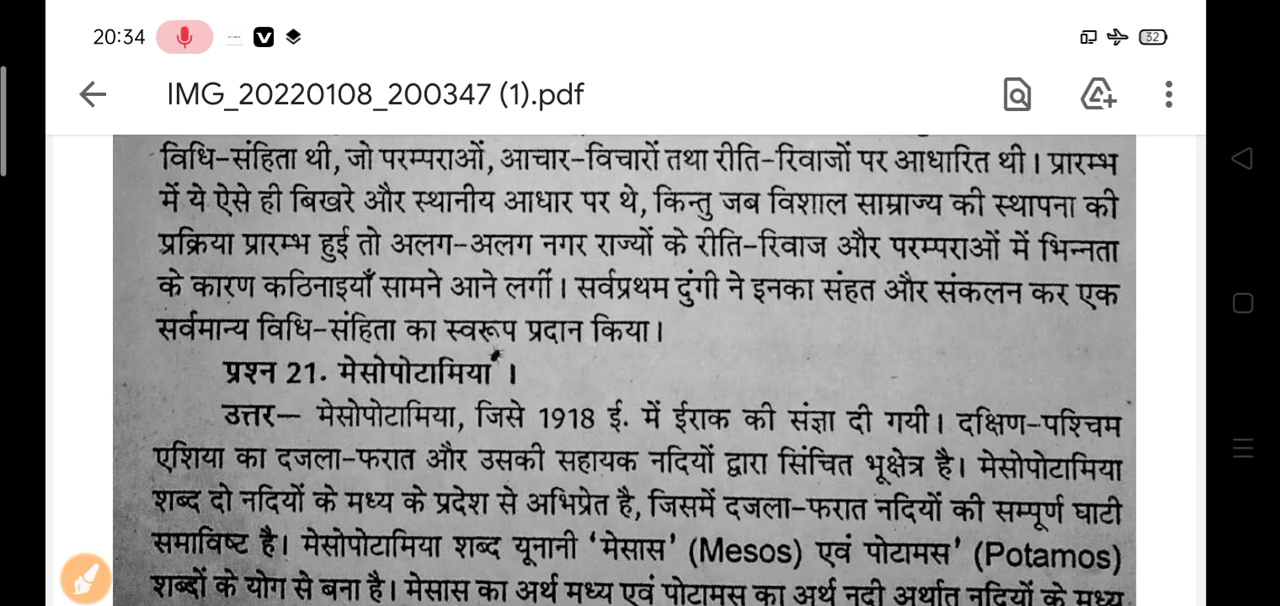 20:34
32
IMG_20220108_200347 (1).pdf
विधि-संहिता थी, जो परम्पराओं, आचार-विचारों तथा रीति-रिवाजों पर आधारित थी। प्रारम्भ
में ये ऐसे ही बिखरे और स्थानीय आधार पर थे, किन्तु जब विशाल साम्राज्य की स्थापना की
प्रक्रिया प्रारम्भ हुई तो अलग-अलग नगर राज्यों के रीति-रिवाज और परम्पराओं में भिन्नता
के कारण कठिनाइयाँ सामने आने लगीं। सर्वप्रथम दुंगी ने इनका संहत और संकलन कर एक
सर्वमान्य विधि-संहिता का स्वरूप प्रदान किया।
प्रश्न 21. मेसोपोटामिया।
उत्तर— मेसोपोटामिया, जिसे 1918 ई. में ईराक की संज्ञा दी गयी। दक्षिण-पश्चिम
एशिया का दजला-फरात और उसकी सहायक नदियों द्वारा सिंचित भूक्षेत्र है। मेसोपोटामिया
शब्द दो नदियों के मध्य के प्रदेश से अभिप्रेत है, जिसमें दजला-फरात नदियों की सम्पूर्ण घाटी
समाविष्ट है। मेसोपोटामिया शब्द यूनानी ‘मेसास’ (Mesos) एवं पोटामस’ (Potamos)
शब्दों के योग से बना है। मेसास का अर्थ मध्य एवं पोटामस का अर्थ नदी अर्थात नदियों के मध्य